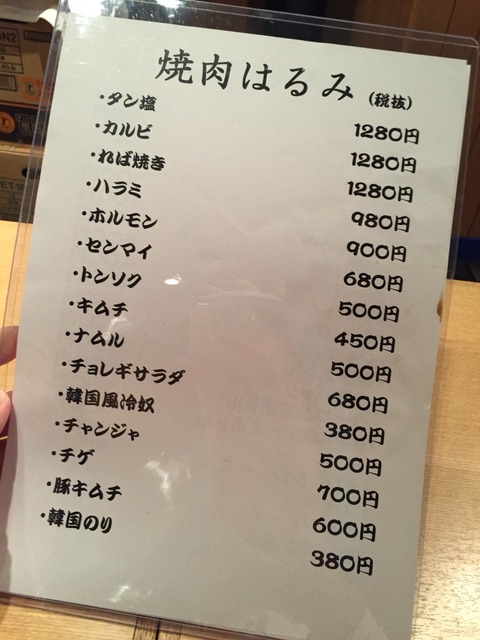 焼肉はるみ (税抜)
・タン塩 1280円
・カルビ 1280円
・れば焼き 1280円
・ハラミ 980円
・ホルモン 900円
・センマイ 680円
・トンソク 500円
・キムチ 450円
・ナムル 500円
・チョレギサラダ 680円
・韓国風冷奴 380円
・チャンジャ 500円
・チゲ 700円
・豚キムチ 600円
・韓国のり 380円